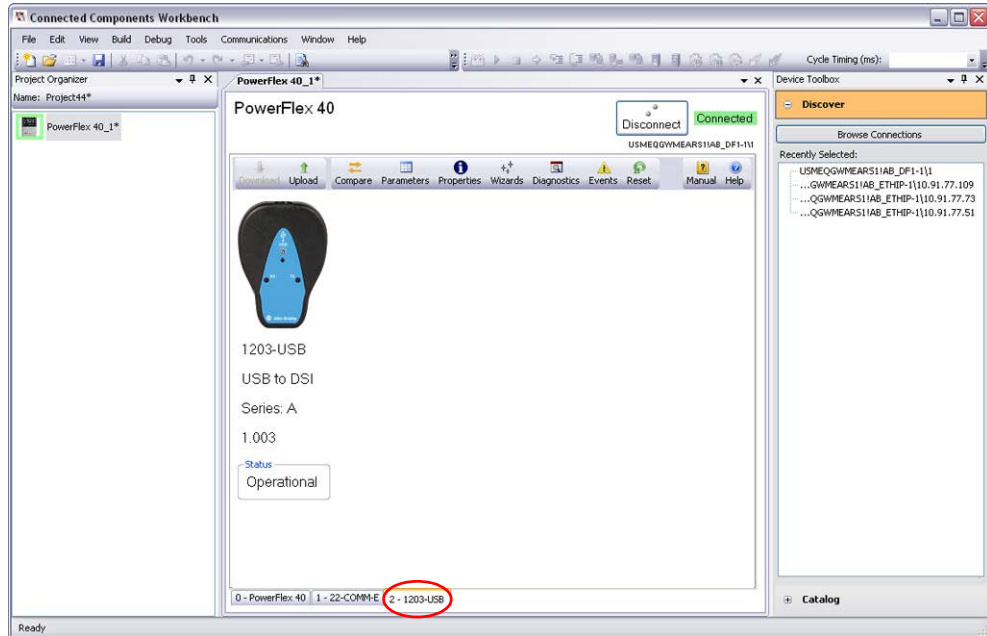 Connected Components Workbench
File Edit View Build Debug Tools Communications Window Help
Cycle Timing (ms):
Project Organizer
Name: Project44*
PowerFlex 40_1*
PowerFlex 40_1*
PowerFlex 40
Disconnect
Connected
USMEQGWMEARS1!AB_DF1-1\1
Download Upload Compare Parameters Properties Wizards Diagnostics Events Reset Manual Help
1203-USB
USB to DSI
Series: A
1.003
Status
Operational
0 - PowerFlex 40 1 - 22-COMM-E 2 - 1203-USB
Device Toolbox
Discover
Browse Connections
Recently Selected:
USMEQGWMEARS1!AB_DF1-1\1
...GWMEARS1!AB_ETHIP-1\10.91.77.109
...QGWMEARS1!AB_ETHIP-1\10.91.77.73
...QGWMEARS1!AB_ETHIP-1\10.91.77.51
Catalog
Ready